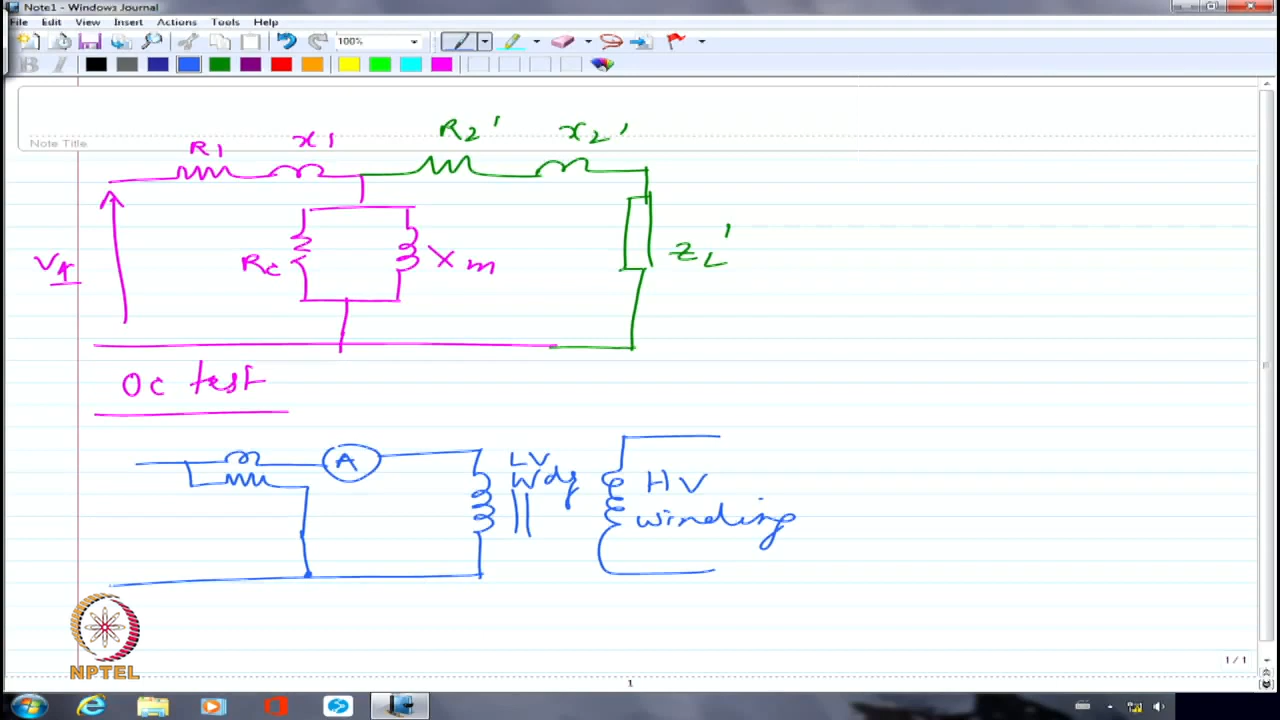 Note1 - Windows Journal
File Edit View Insert Actions Tools Help
100%
B I
Note Title
R1 x1 R2' x2'
Rc Xm ZL'
OC test
A LV Wdg HV winding
NPTEL
1 / 1
1